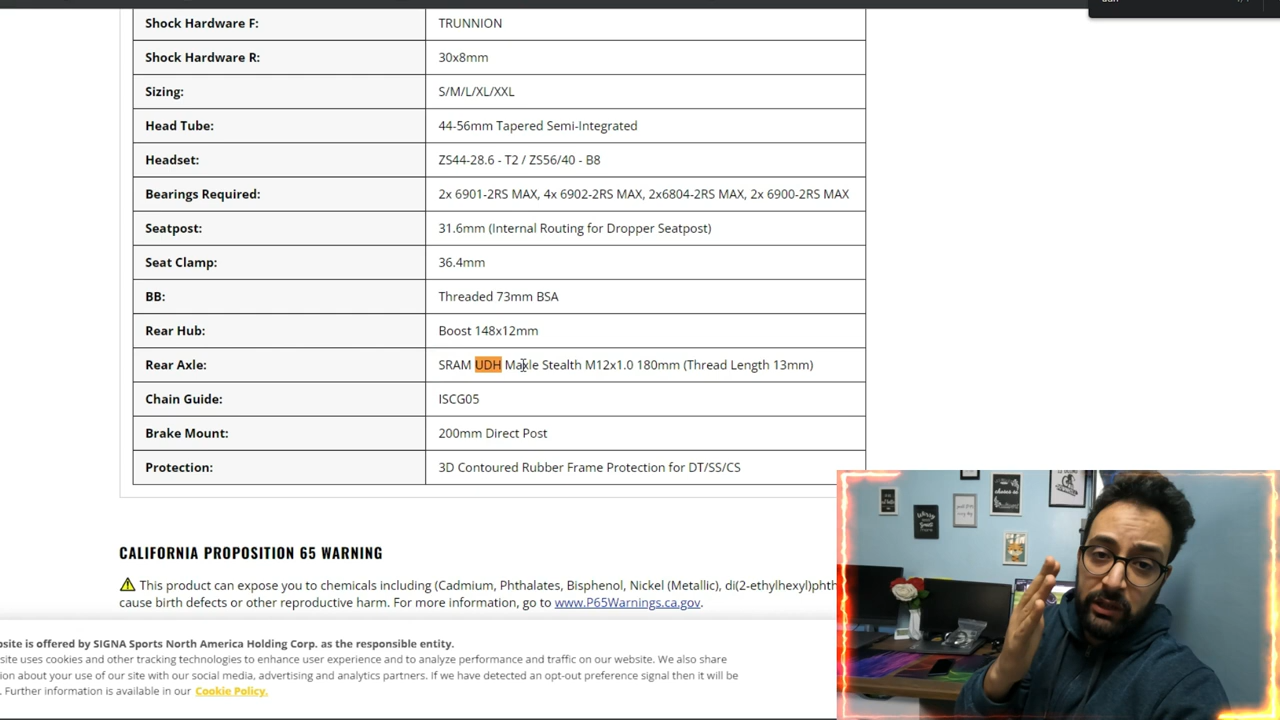 Shock Hardware F: TRUNNION
Shock Hardware R: 30x8mm
Sizing: S/M/L/XL/XXL
Head Tube: 44-56mm Tapered Semi-Integrated
Headset: ZS44-28.6 - T2 / ZS56/40 - B8
Bearings Required: 2x 6901-2RS MAX, 4x 6902-2RS MAX, 2x6804-2RS MAX, 2x 6900-2RS MAX
Seatpost: 31.6mm (Internal Routing for Dropper Seatpost)
Seat Clamp: 36.4mm
BB: Threaded 73mm BSA
Rear Hub: Boost 148x12mm
Rear Axle: SRAM UDH Maxle Stealth M12x1.0 180mm (Thread Length 13mm)
Chain Guide: ISCG05
Brake Mount: 200mm Direct Post
Protection: 3D Contoured Rubber Frame Protection for DT/SS/CS
CALIFORNIA PROPOSITION 65 WARNING
This product can expose you to chemicals including (Cadmium, Phthalates, Bisphenol, Nickel (Metallic), di(2-ethylhexyl)phth
cause birth defects or other reproductive harm. For more information, go to www.P65Warnings.ca.gov.
site is offered by SIGNA Sports North America Holding Corp. as the responsible entity.
site uses cookies and other tracking technologies to enhance user experience and to analyze performance and traffic on our website. We also share
ion about your use of our site with our social media, advertising and analytics partners. If we have detected an opt-out preference signal then it will
. Further information is available in our Cookie Policy.